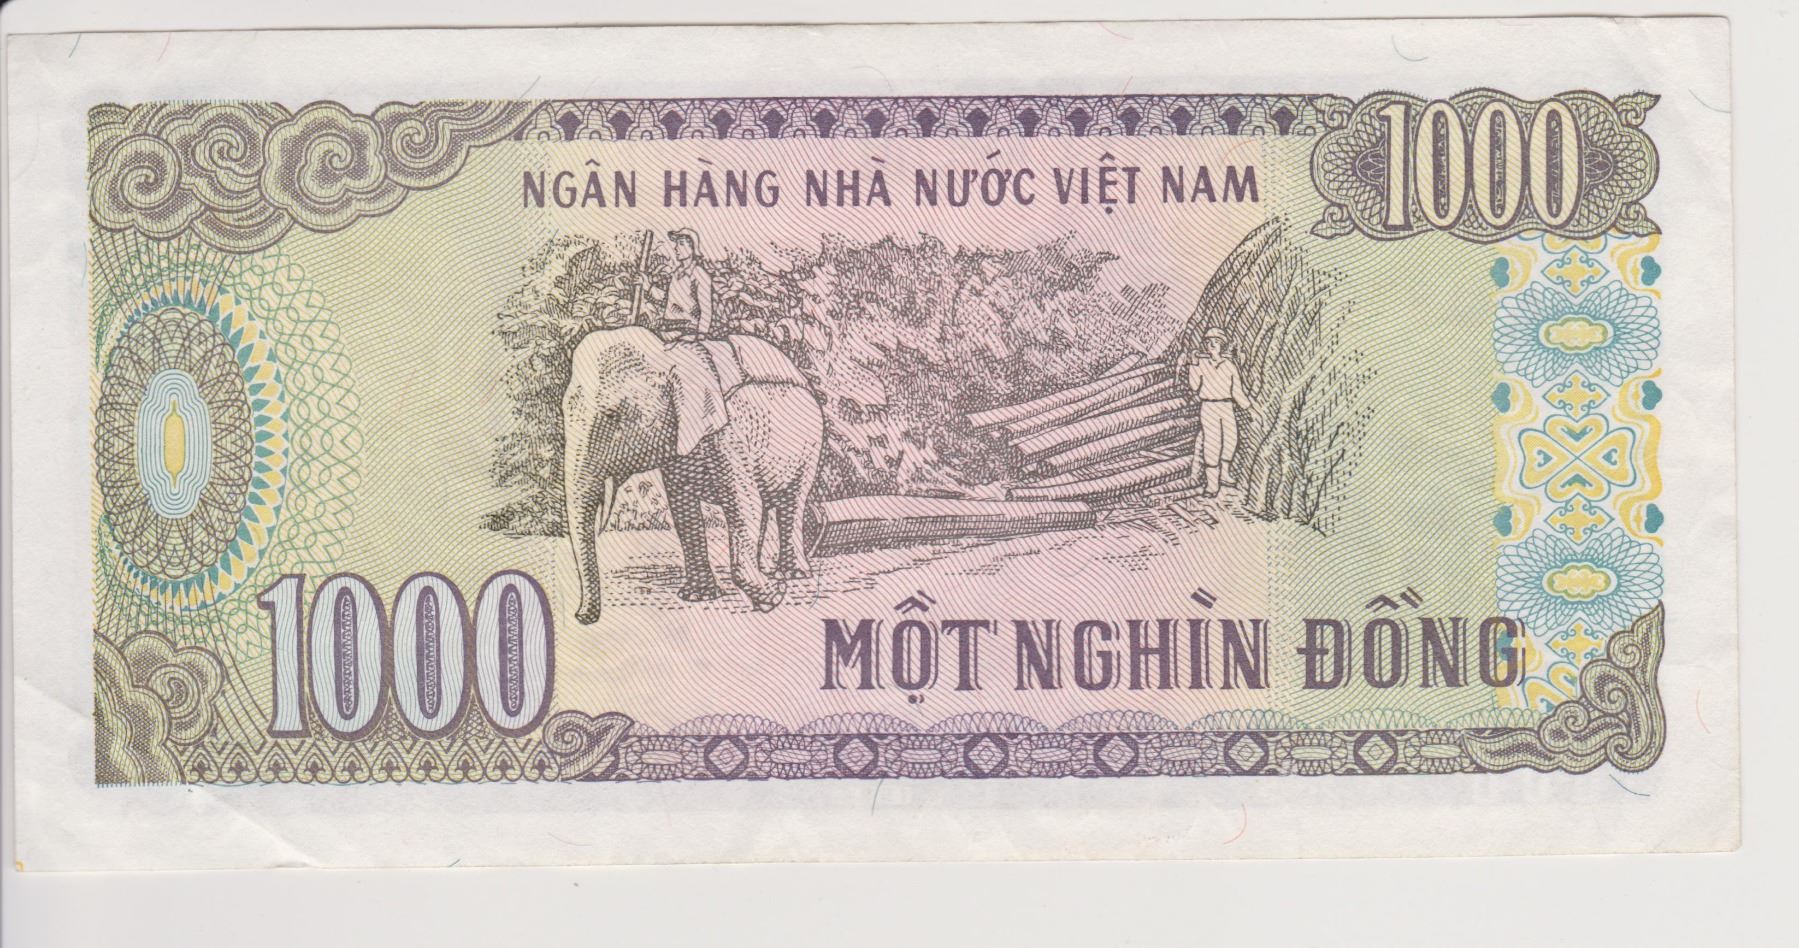 1000
NGÂN HÀNG NHÀ NƯỚC VIỆT NAM
1000
MỘT NGHÌN ĐỒNG